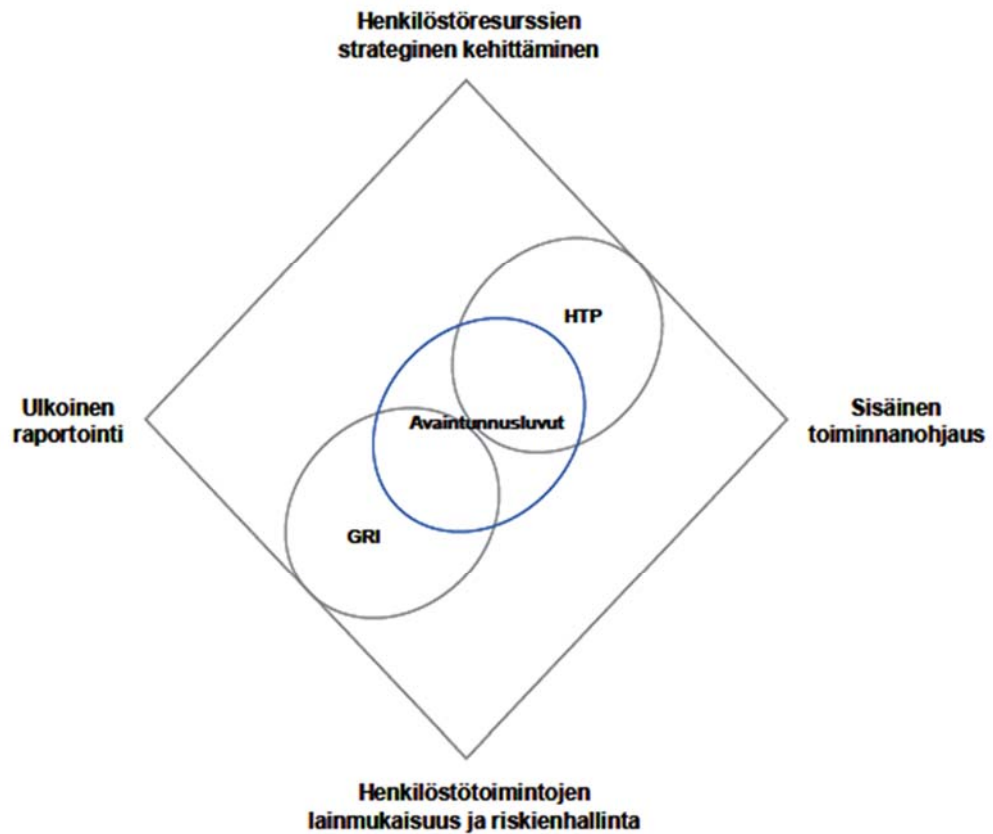 Henkilöstöresurssien
strateginen kehittäminen
HTP
Ulkoinen
raportointi
Avaintunnusluvut
Sisäinen
toiminnanohjaus
GRI
Henkilöstötoimintojen
lainmukaisuus ja riskienhallinta